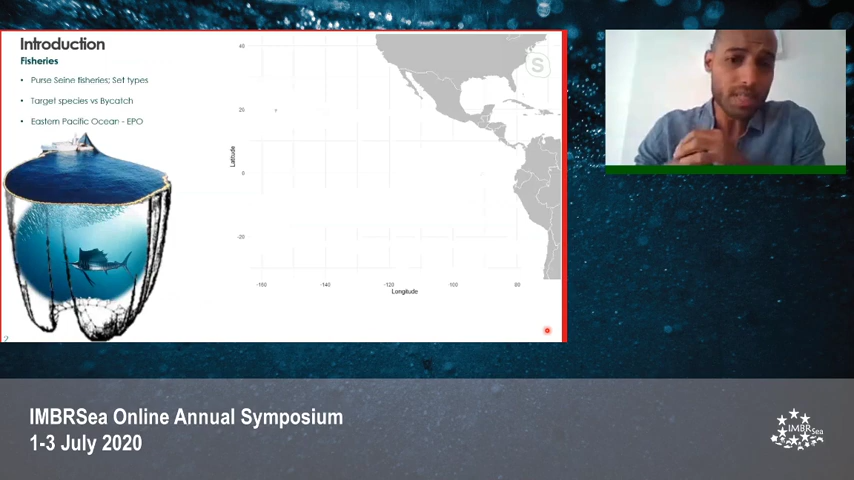 Introduction
Fisheries
• Purse Seine fisheries; Set types
• Target species vs Bycatch
• Eastern Pacific Ocean - EPO
S
40
20
0
-20
Latitude
-160
-140
-120
-100
80
Longitude
2
IMBRSea Online Annual Symposium
1-3 July 2020
IMBRSea